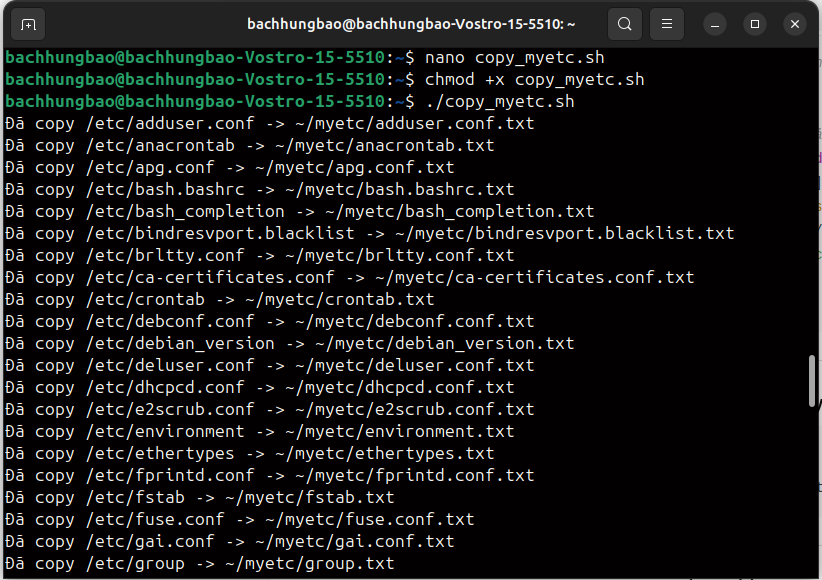 bachhungbao@bachhungbao-Vostro-15-5510: ~
bachhungbao@bachhungbao-Vostro-15-5510:~$ nano copy_myetc.sh
bachhungbao@bachhungbao-Vostro-15-5510:~$ chmod +x copy_myetc.sh
bachhungbao@bachhungbao-Vostro-15-5510:~$ ./copy_myetc.sh
Đã copy /etc/adduser.conf -> ~/myetc/adduser.conf.txt
Đã copy /etc/anacrontab -> ~/myetc/anacrontab.txt
Đã copy /etc/apg.conf -> ~/myetc/apg.conf.txt
Đã copy /etc/bash.bashrc -> ~/myetc/bash.bashrc.txt
Đã copy /etc/bash_completion -> ~/myetc/bash_completion.txt
Đã copy /etc/bindresvport.blacklist -> ~/myetc/bindresvport.blacklist.txt
Đã copy /etc/brltty.conf -> ~/myetc/brltty.conf.txt
Đã copy /etc/ca-certificates.conf -> ~/myetc/ca-certificates.conf.txt
Đã copy /etc/crontab -> ~/myetc/crontab.txt
Đã copy /etc/debconf.conf -> ~/myetc/debconf.conf.txt
Đã copy /etc/debian_version -> ~/myetc/debian_version.txt
Đã copy /etc/deluser.conf -> ~/myetc/deluser.conf.txt
Đã copy /etc/dhcpcd.conf -> ~/myetc/dhcpcd.conf.txt
Đã copy /etc/e2scrub.conf -> ~/myetc/e2scrub.conf.txt
Đã copy /etc/environment -> ~/myetc/environment.txt
Đã copy /etc/ethertypes -> ~/myetc/ethertypes.txt
Đã copy /etc/fprintd.conf -> ~/myetc/fprintd.conf.txt
Đã copy /etc/fstab -> ~/myetc/fstab.txt
Đã copy /etc/fuse.conf -> ~/myetc/fuse.conf.txt
Đã copy /etc/gai.conf -> ~/myetc/gai.conf.txt
Đã copy /etc/group -> ~/myetc/group.txt